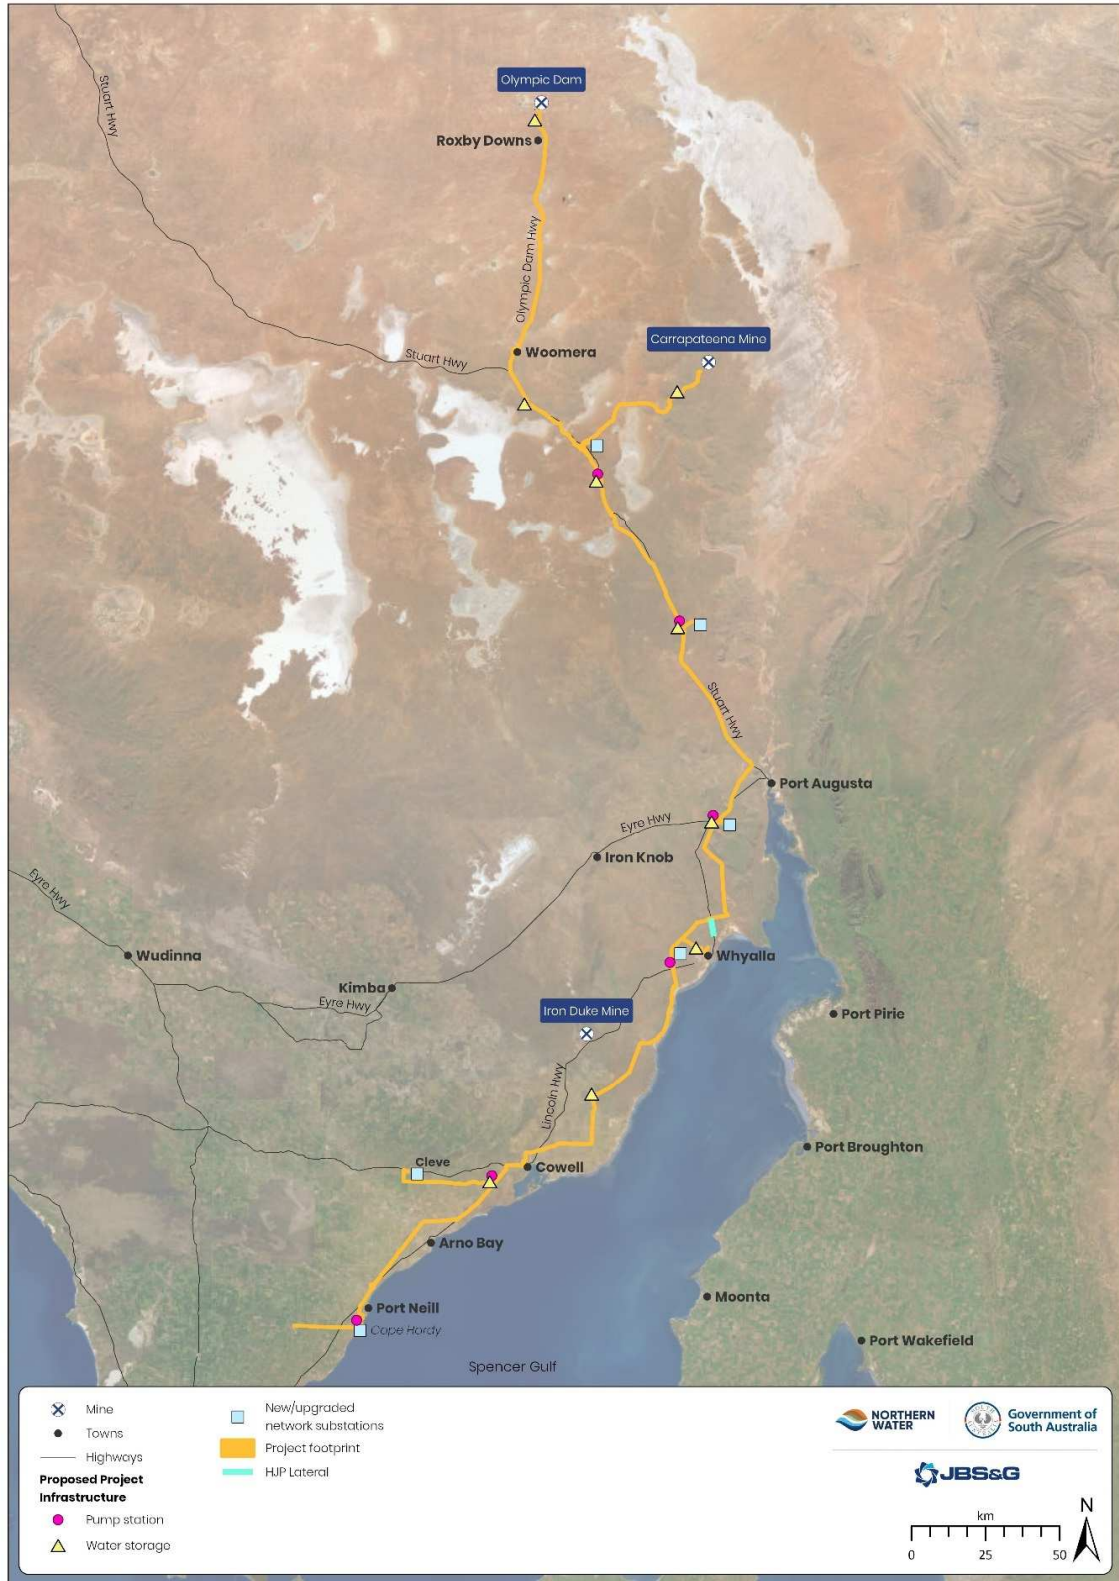 Stuart Hwy
Olympic Dam
Roxby Downs
Olympic Dam Hwy
Carrapateena Mine
Woomera
Stuart Hwy
Stuart Hwy
Port Augusta
Eyre Hwy
Iron Knob
Eyre Hwy
Wudinna
Whyalla
Kimba
Eyre Hwy
Iron Duke Mine
Port Pirie
Lincoln Hwy
Port Broughton
Cleve
Cowell
Arno Bay
Moonta
Port Neill
Cape Hardy
Port Wakefield
Spencer Gulf
Mine
Towns
Highways
Proposed Project
Infrastructure
Pump station
Water storage
New/upgraded
network substations
Project footprint
HJP Lateral
NORTHERN
WATER
Government of
South Australia
JBS&G
km
0 25 50
N